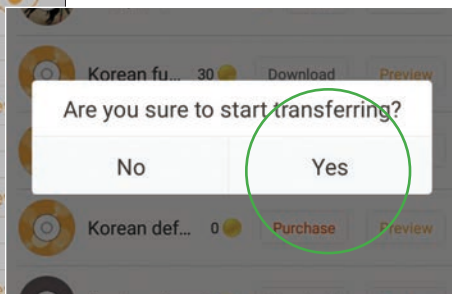 Korean fu... 30 Download Preview
Are you sure to start transferring?
No Yes
Korean def... 0 Purchase Preview